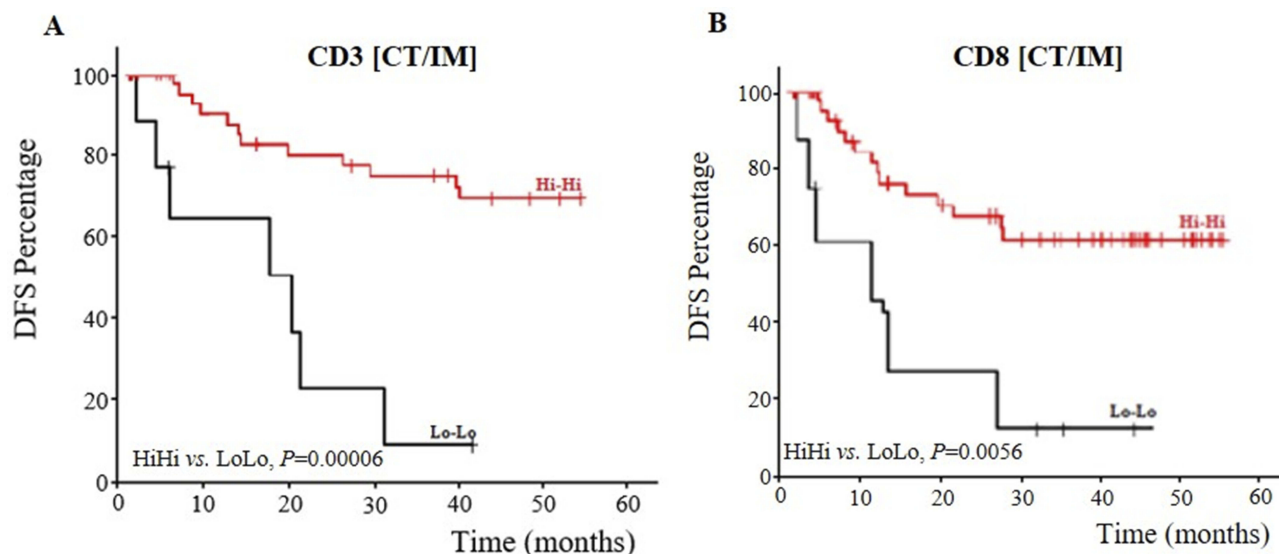 A
CD3 [CT/IM]
DFS Percentage
100
80
60
40
20
0
Hi-Hi
Lo-Lo
HiHi vs. LoLo, P=0.00006
0 10 20 30 40 50 60
Time (months)
B
CD8 [CT/IM]
DFS Percentage
100
80
60
40
20
0
Hi-Hi
Lo-Lo
HiHi vs. LoLo, P=0.0056
0 10 20 30 40 50 60
Time (months)